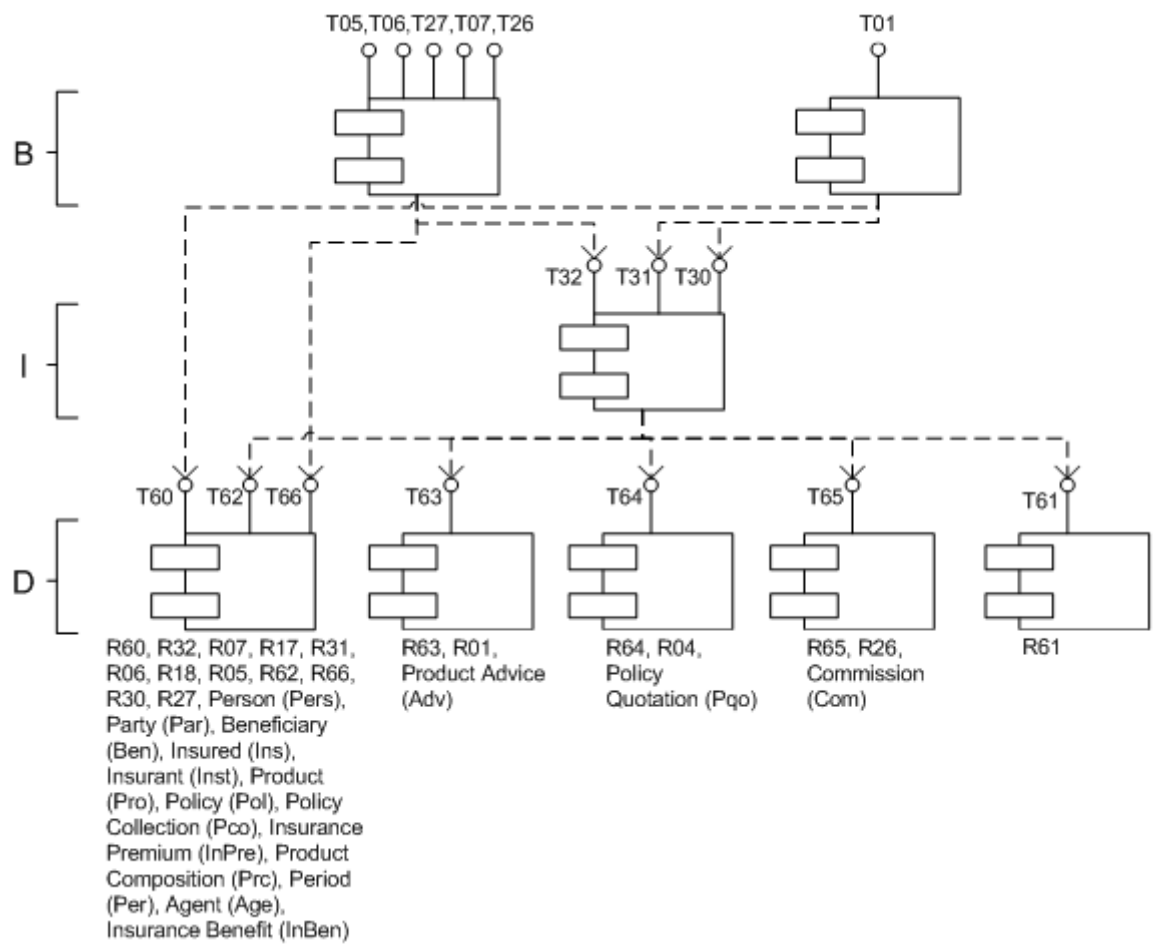 T05,T06,T27,T07,T26
T01
B
T32
T31
T30
I
T60
T62
T66
T63
T64
T65
T61
D
R60, R32, R07, R17, R31,
R06, R18, R05, R62, R66,
R30, R27, Person (Pers),
Party (Par), Beneficiary
(Ben), Insured (Ins),
Insurant (Inst), Product
(Pro), Policy (Pol), Policy
Collection (Pco), Insurance
Premium (InPre), Product
Composition (Prc), Period
(Per), Agent (Age),
Insurance Benefit (InBen)
R63, R01,
Product Advice
(Adv)
R64, R04,
Policy
Quotation (Pqo)
R65, R26,
Commission
(Com)
R61